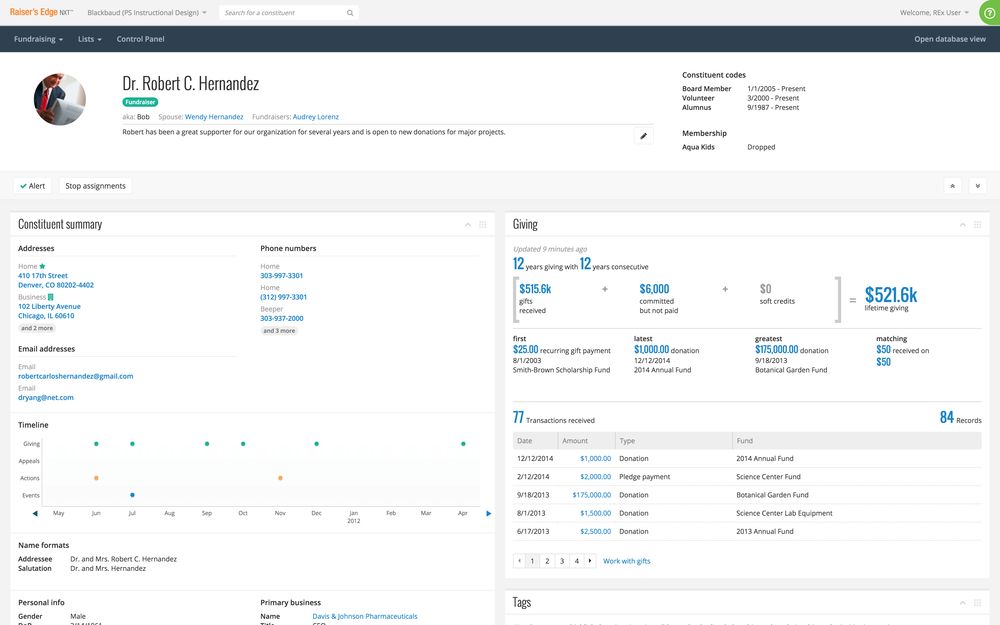 Raiser's Edge NXT™ Blackbaud (PS Instructional Design) Search for a constituent Welcome, REx User ?
Fundraising Lists Control Panel Open database view
Dr. Robert C. Hernandez
Fundraiser
aka: Bob Spouse: Wendy Hernandez Fundraisers: Audrey Lorenz
Robert has been a great supporter for our organization for several years and is open to new donations for major projects.
Constituent codes
Board Member 1/1/2005 - Present
Volunteer 3/2000 - Present
Alumnus 9/1987 - Present
Membership
Aqua Kids Dropped
Alert Stop assignments
Constituent summary
Addresses
Home
410 17th Street
Denver, CO 80202-4402
Business
102 Liberty Avenue
Chicago, IL 60610
and 2 more
Phone numbers
Home
303-997-3301
Home
(312) 997-3301
Beeper
303-937-2000
and 3 more
Email addresses
Email
robertcarloshernandez@gmail.com
Email
dryang@net.com
Timeline
Giving
Appeals
Actions
Events
May Jun Jul Aug Sep Oct Nov Dec Jan Feb Mar Apr
2012
Name formats
Addressee Dr. and Mrs. Robert C. Hernandez
Salutation Dr. and Mrs. Hernandez
Personal info
Gender Male
DoB 3/14/1961
Primary business
Name Davis & Johnson Pharmaceuticals
Title CEO
Giving
Updated 9 minutes ago
12 years giving with 12 years consecutive
$515.6k + $6,000 + $0 = $521.6k
gifts committed soft credits lifetime giving
received but not paid
first latest greatest matching
$25.00 recurring gift payment $1,000.00 donation $175,000.00 donation $50 received on
8/1/2003 12/12/2014 9/18/2013 $50
Smith-Brown Scholarship Fund 2014 Annual Fund Botanical Garden Fund
77 Transactions received 84 Records
Date Amount Type Fund
12/12/2014 $1,000.00 Donation 2014 Annual Fund
2/12/2014 $2,000.00 Pledge payment Science Center Fund
9/18/2013 $175,000.00 Donation Botanical Garden Fund
8/1/2013 $1,500.00 Donation Science Center Lab Equipment
6/17/2013 $2,500.00 Donation 2013 Annual Fund
1 2 3 4 Work with gifts
Tags